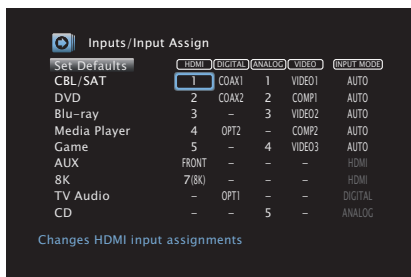 Inputs/Input Assign
Set Defaults HDMI DIGITAL ANALOG VIDEO INPUT MODE
CBL/SAT 1 COAX1 1 VIDEO1 AUTO
DVD 2 COAX2 2 COMP1 AUTO
Blu-ray 3 – 3 VIDEO2 AUTO
Media Player 4 OPT2 – COMP2 AUTO
Game 5 – 4 VIDEO3 AUTO
AUX FRONT – – – HDMI
8K 7(8K) – – – HDMI
TV Audio – OPT1 – – DIGITAL
CD – – 5 – ANALOG
Changes HDMI input assignments